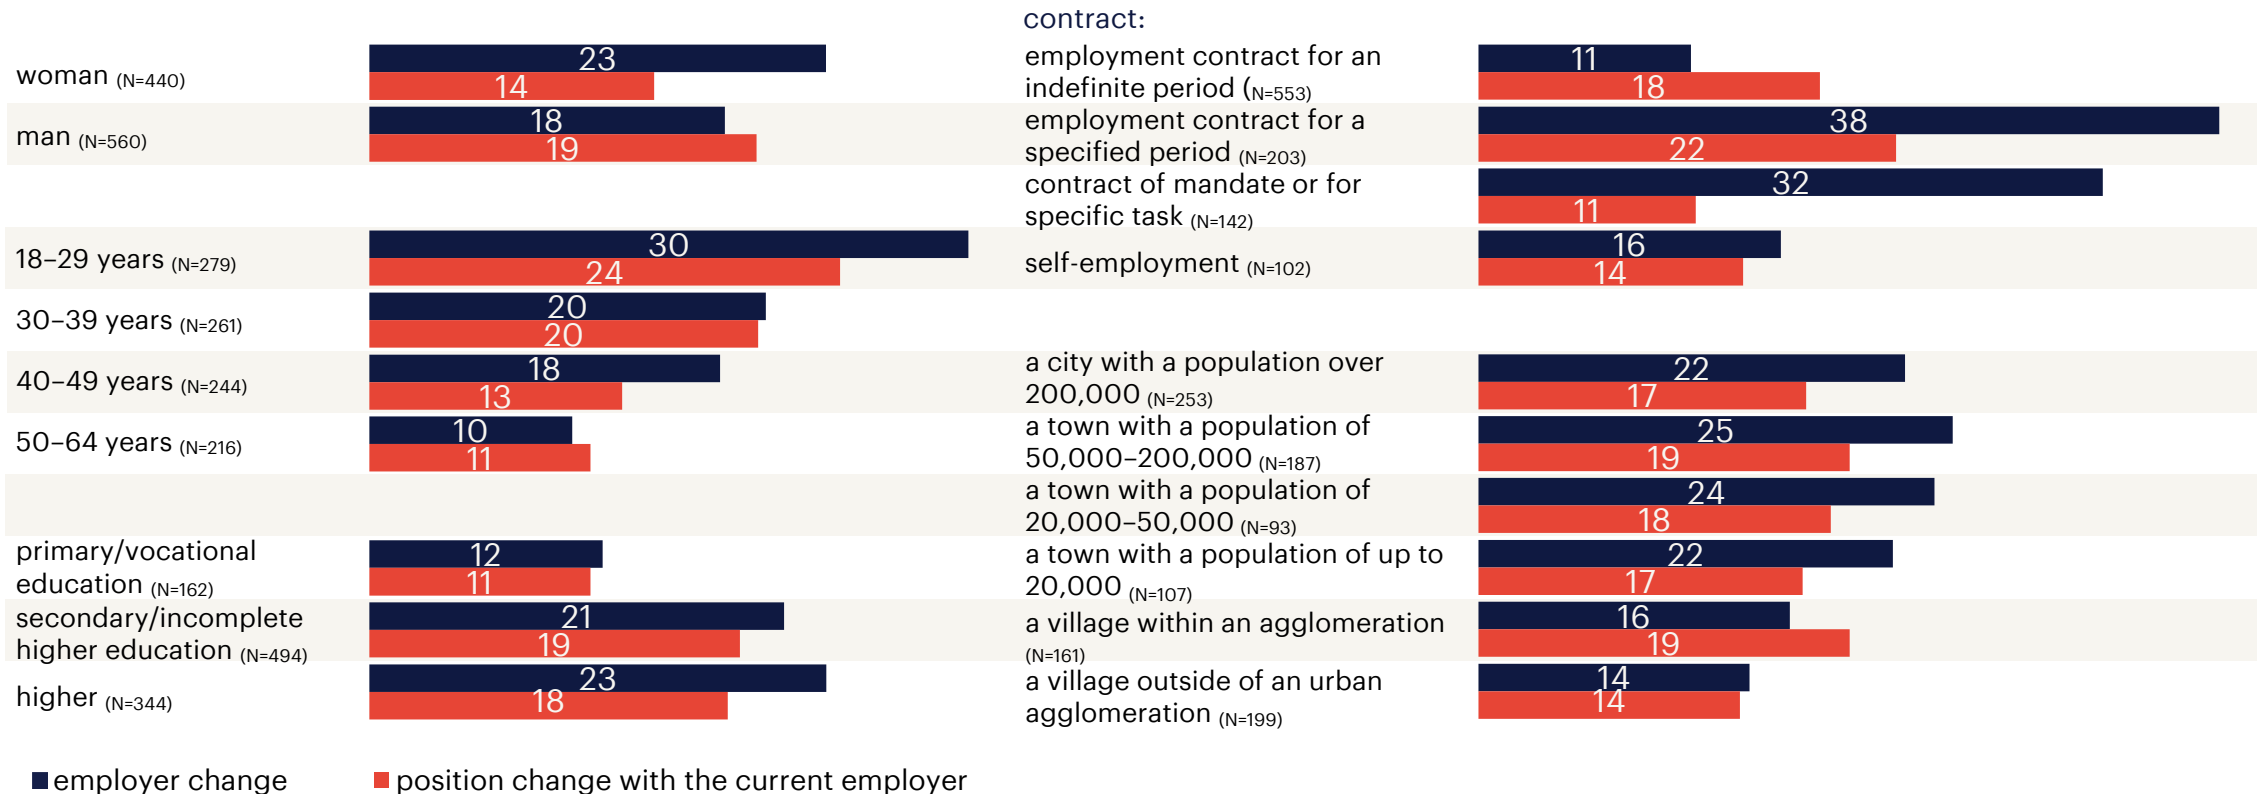 woman (N=440)
23
14
man (N=560)
18
19
18–29 years (N=279)
30
24
30–39 years (N=261)
20
20
40–49 years (N=244)
18
13
50–64 years (N=216)
10
11
primary/vocational
education (N=162)
12
11
secondary/incomplete
higher education (N=494)
21
19
higher (N=344)
23
18
contract:
employment contract for an
indefinite period (N=553)
11
18
employment contract for a
specified period (N=203)
38
22
contract of mandate or for
specific task (N=142)
32
11
self-employment (N=102)
16
14
a city with a population over
200,000 (N=253)
22
17
a town with a population of
50,000–200,000 (N=187)
25
19
a town with a population of
20,000–50,000 (N=93)
24
18
a town with a population of up to
20,000 (N=107)
22
17
a village within an agglomeration
(N=161)
16
19
a village outside of an urban
agglomeration (N=199)
14
14
employer change
position change with the current employer